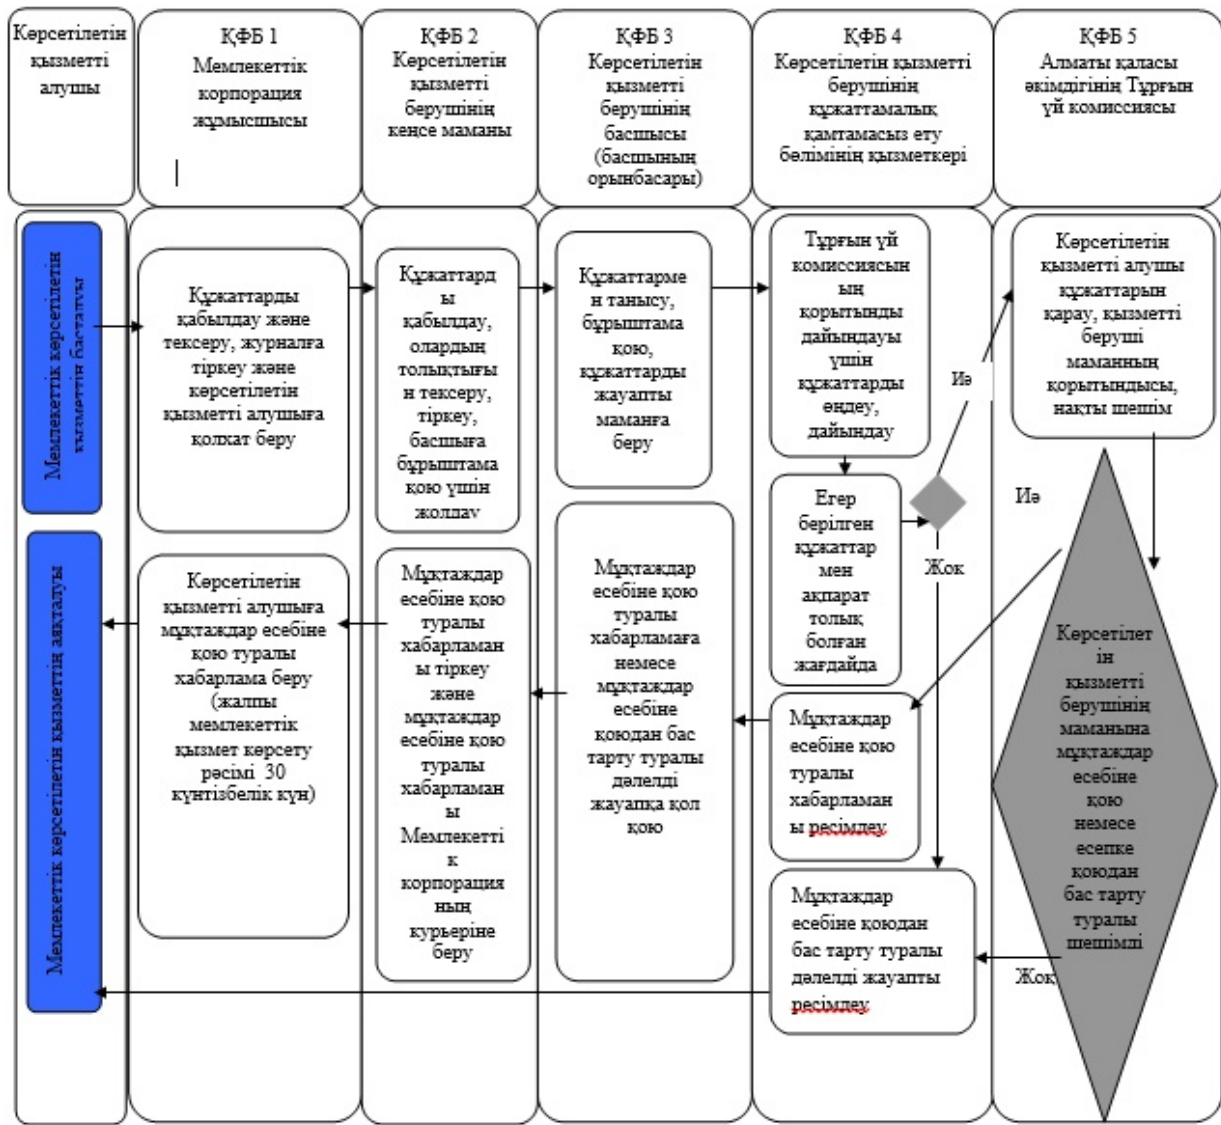 Көрсетілетін
қызметті
алушы
ҚФБ 1
Мемлекеттік
корпорация
жұмысшысы
ҚФБ 2
Көрсетілетін
қызметті
берушінің
кеңсе маманы
ҚФБ 3
Көрсетілетін
қызметті
берушінің
басшысы
(басшының
орынбасары)
ҚФБ 4
Көрсетілетін қызметті
берушінің
құжаттамалық
қамтамасыз ету
бөлімінің қызметкері
ҚФБ 5
Алматы қаласы
әкімдігінің Тұрғын
үй комиссиясы
Мемлекеттік көрсетілетін
қызметтін басталуы
Құжаттарды
қабылдау және
тексеру, журналға
тіркеу және
көрсетілетін
қызметті алушыға
қолхат беру
Құжаттард
ы
қабылдау,
олардың
толықтығы
н тексеру,
тіркеу,
басшыға
бұрыштама
қою үшін
жолдау
Құжаттарме
н танысу,
бұрыштама
қою,
құжаттарды
жауапты
маманға
беру
Тұрғын үй
комиссиясын
ың
қорытынды
дайындауы
үшін
құжаттарды
өңдеу,
дайындау
Иә
Көрсетілетін
қызметті алушы
құжаттарын
қарау, қызметті
беруші
маманның
қорытындысы,
нақты шешім
Егер
берілген
құжаттар
мен
ақпарат
толық
болған
жағдайда
Жок
Иә
Мемлекеттік көрсетілетін қызметтің аяқталуы
Көрсетілетін
қызметті алушыға
мұқтаждар есебіне
қою туралы
хабарлама беру
(жалпы
мемлекеттік
қызмет көрсету
рәсімі 30
күнтізбелік күн)
Мұқтаждар
есебіне қою
туралы
хабарламан
ы тіркеу
және
мұқтаждар
есебіне қою
туралы
хабарламан
ы
Мемлекетті
к
корпорация
ның
курьеріне
беру
Мұқтаждар
есебіне қою
туралы
хабарламаға
немесе
мұқтаждар
есебіне
қоюдан бас
тарту туралы
дәлелді
жауапқа қол
қою
Мұқтаждар
есебіне қою
туралы
хабарламан
ы ресімдеу
Мұқтаждар
есебіне қоюдан
бас тарту туралы
дәлелді жауапты
ресімдеу
Көрсетілет
ін
қызметті
берушінің
маманына
мұқтаждар
есебіне
қою
немесе
есепке
қоюдан
бас тарту
туралы
шешімді
Жоқ